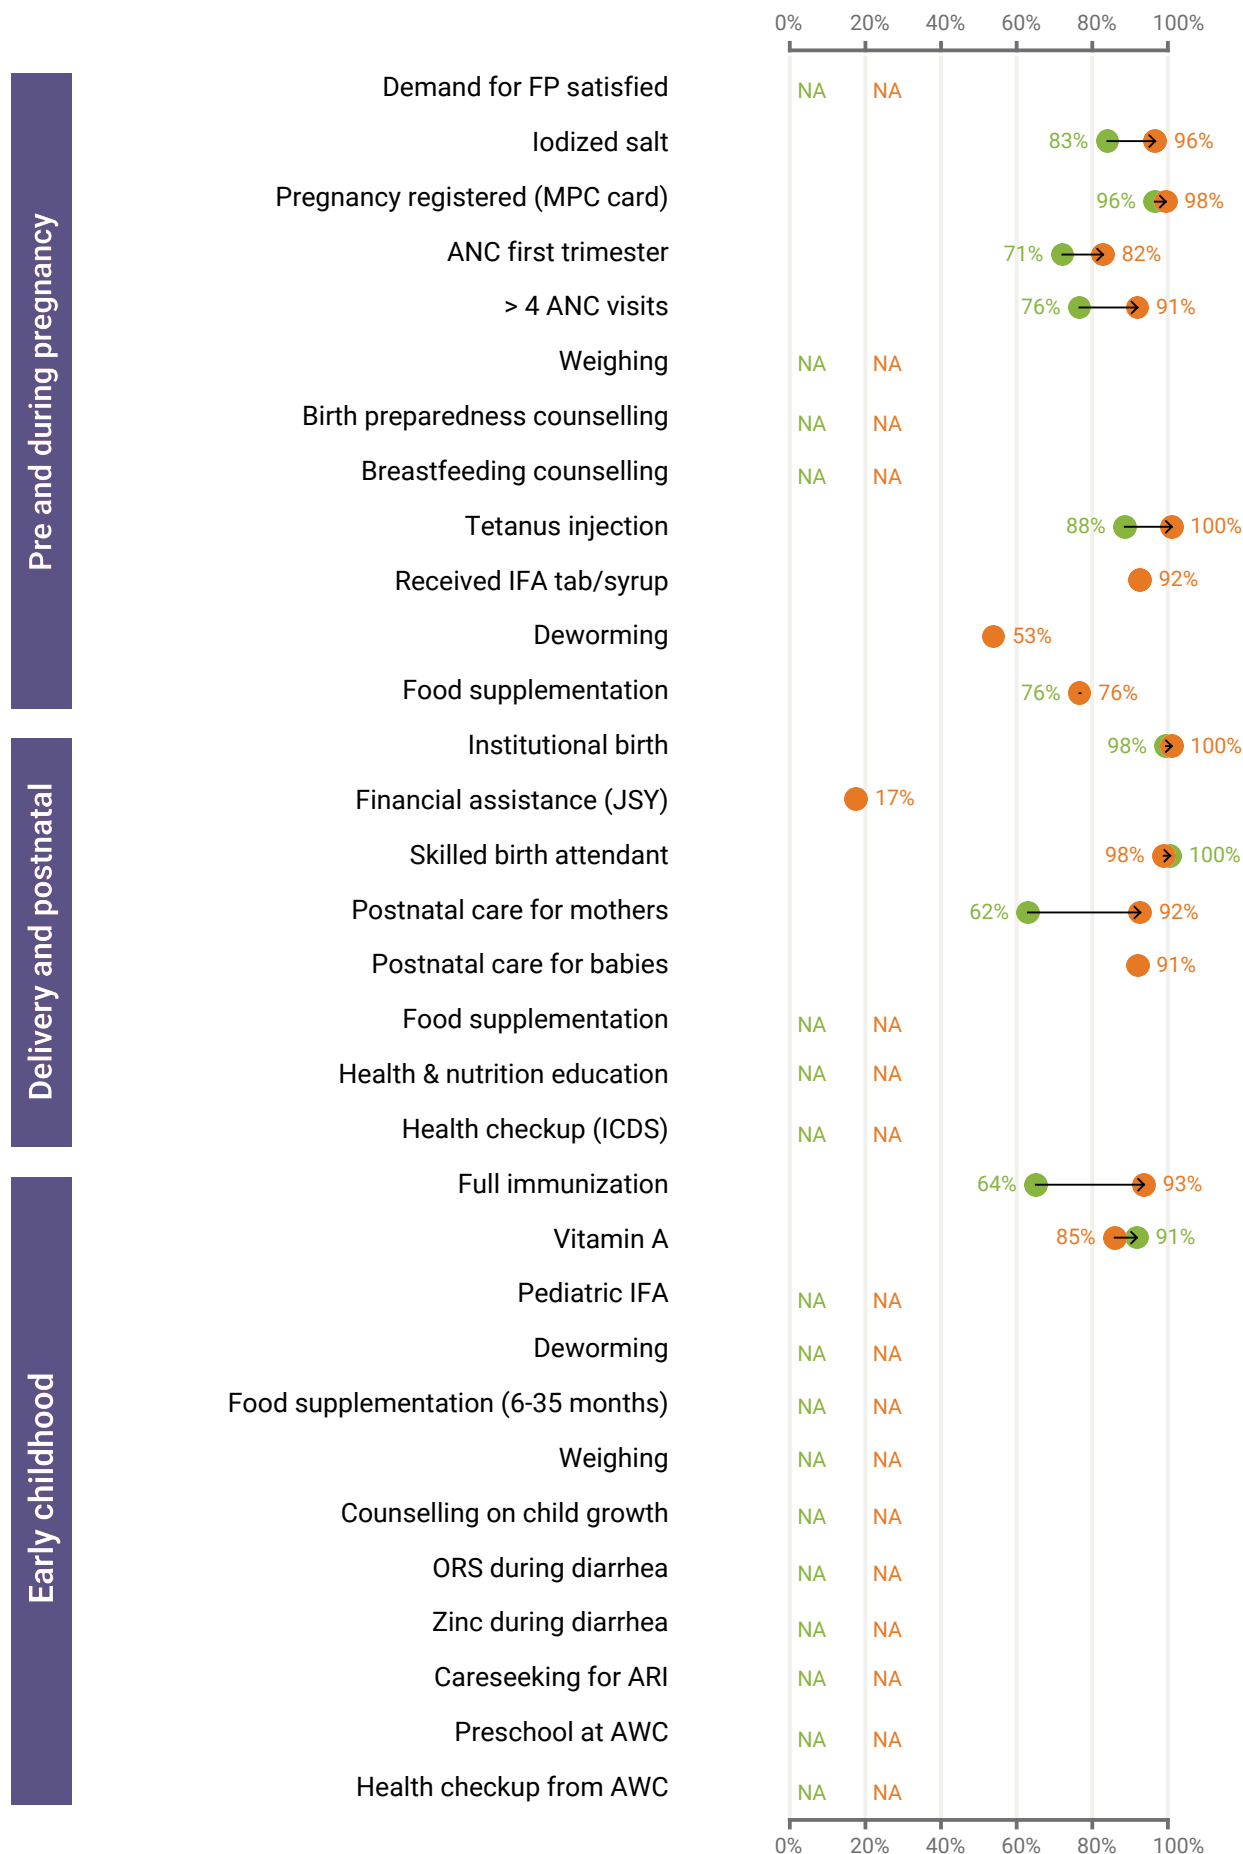 0% 20% 40% 60% 80% 100%
Pre and during pregnancy
Demand for FP satisfied NA NA
Iodized salt 83% 96%
Pregnancy registered (MPC card) 96% 98%
ANC first trimester 71% 82%
> 4 ANC visits 76% 91%
Weighing NA NA
Birth preparedness counselling NA NA
Breastfeeding counselling NA NA
Tetanus injection 88% 100%
Received IFA tab/syrup 92%
Deworming 53%
Food supplementation 76% 76%
Delivery and postnatal
Institutional birth 98% 100%
Financial assistance (JSY) 17%
Skilled birth attendant 98% 100%
Postnatal care for mothers 62% 92%
Postnatal care for babies 91%
Food supplementation NA NA
Health & nutrition education NA NA
Health checkup (ICDS) NA NA
Early childhood
Full immunization 64% 93%
Vitamin A 85% 91%
Pediatric IFA NA NA
Deworming NA NA
Food supplementation (6-35 months) NA NA
Weighing NA NA
Counselling on child growth NA NA
ORS during diarrhea NA NA
Zinc during diarrhea NA NA
Careseeking for ARI NA NA
Preschool at AWC NA NA
Health checkup from AWC NA NA
0% 20% 40% 60% 80% 100%